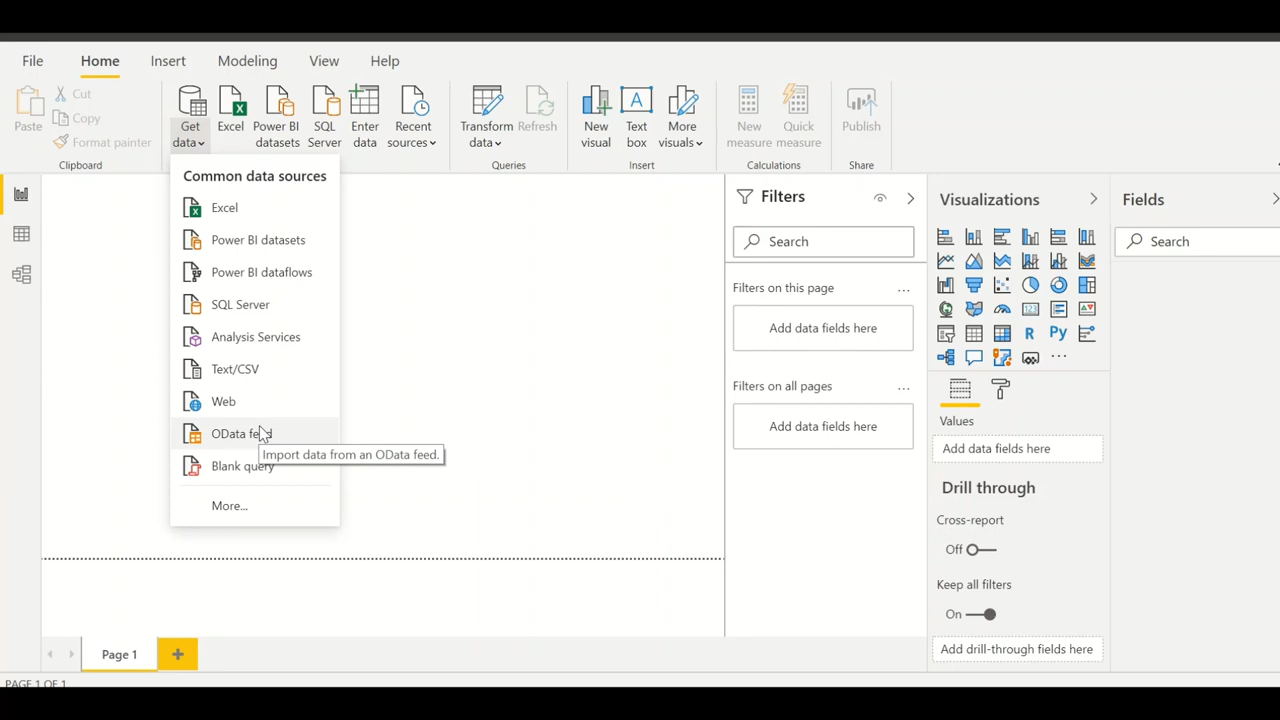 File Home Insert Modeling View Help
Paste
Cut
Copy
Format painter
Clipboard
Get data
Excel
Power BI datasets
SQL Server
Enter data
Recent sources
Transform data
Refresh
Queries
New visual
Text box
More visuals
Insert
New measure
Quick measure
Calculations
Publish
Share
Common data sources
Excel
Power BI datasets
Power BI dataflows
SQL Server
Analysis Services
Text/CSV
Web
OData feed
Import data from an OData feed.
Blank query
More...
Filters
Search
Filters on this page
...
Add data fields here
Filters on all pages
...
Add data fields here
Visualizations
R
Py
...
Values
Add data fields here
Drill through
Cross-report
Off
Keep all filters
On
Add drill-through fields here
Fields
Search
Page 1
PAGE 1 OF 1